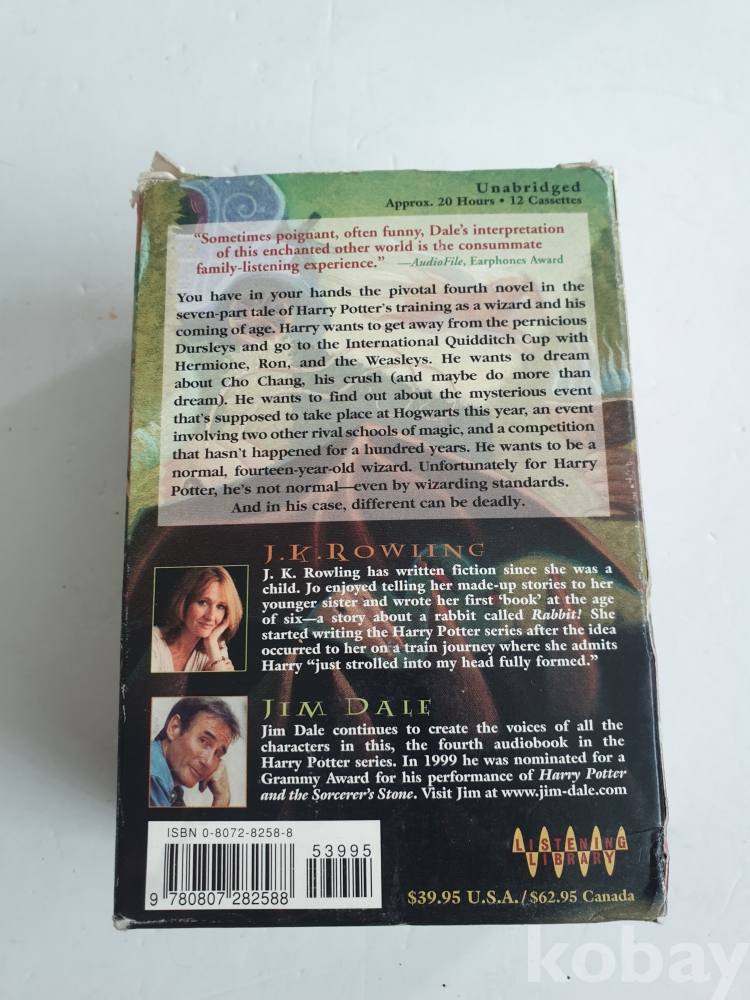 Unabridged
Approx. 20 Hours • 12 Cassettes
“Sometimes poignant, often funny, Dale’s interpretation
of this enchanted other world is the consummate
family-listening experience.” —AudioFile, Earphones Award
You have in your hands the pivotal fourth novel in the
seven-part tale of Harry Potter’s training as a wizard and his
coming of age. Harry wants to get away from the pernicious
Dursleys and go to the International Quidditch Cup with
Hermione, Ron, and the Weasleys. He wants to dream
about Cho Chang, his crush (and maybe do more than
dream). He wants to find out about the mysterious event
that’s supposed to take place at Hogwarts this year, an event
involving two other rival schools of magic, and a competition
that hasn’t happened for a hundred years. He wants to be a
normal, fourteen-year-old wizard. Unfortunately for Harry
Potter, he’s not normal—even by wizarding standards.
And in his case, different can be deadly.
J.K. ROWLING
J. K. Rowling has written fiction since she was a
child. Jo enjoyed telling her made-up stories to her
younger sister and wrote her first ‘book’ at the age
of six—a story about a rabbit called Rabbit! She
started writing the Harry Potter series after the idea
occurred to her on a train journey where she admits
Harry “just strolled into my head fully formed.”
JIM DALE
Jim Dale continues to create the voices of all the
characters in this, the fourth audiobook in the
Harry Potter series. In 1999 he was nominated for a
Grammy Award for his performance of Harry Potter
and the Sorcerer’s Stone. Visit Jim at www.jim-dale.com
ISBN 0-8072-8258-8
53995
9 780807 282588
LISTENING
LIBRARY
$39.95 U.S.A./$62.95 Canada
kobay